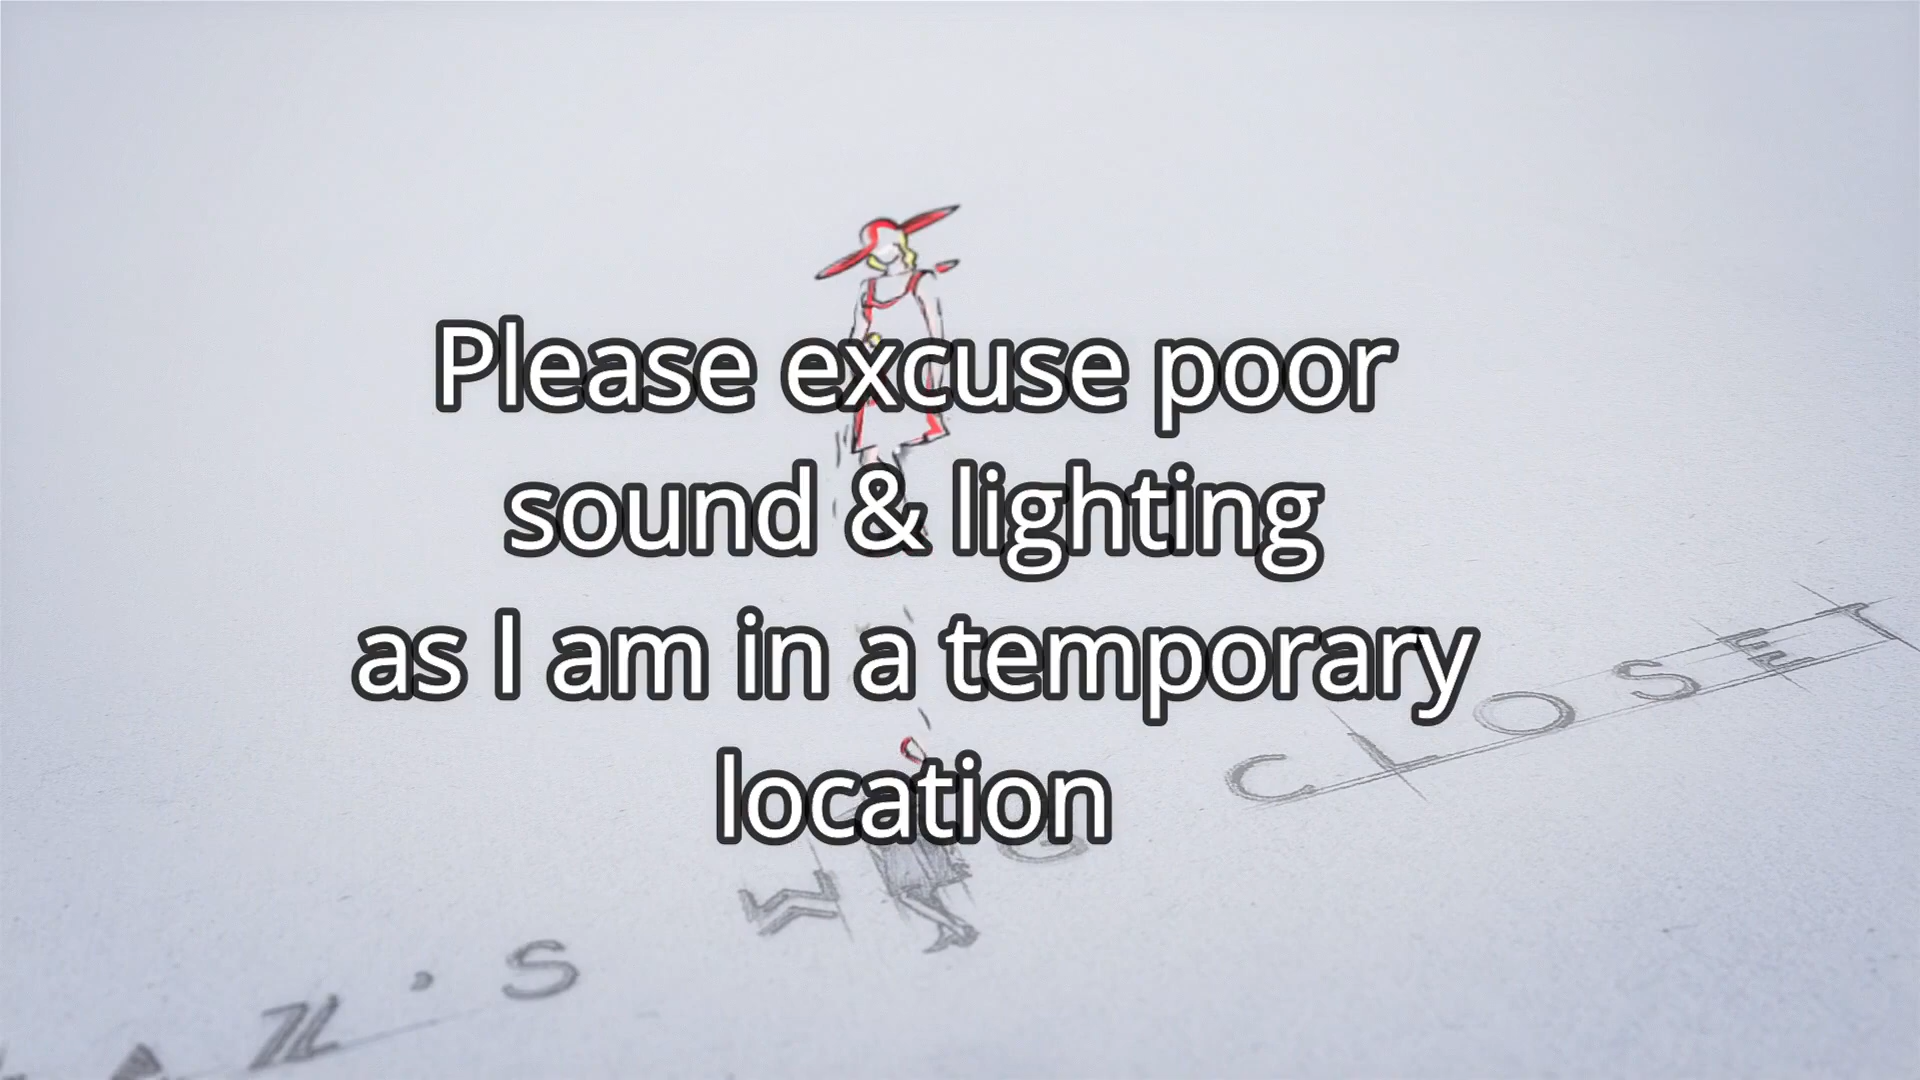 Please excuse poor
sound & lighting
as I am in a temporary
location
CLOSET